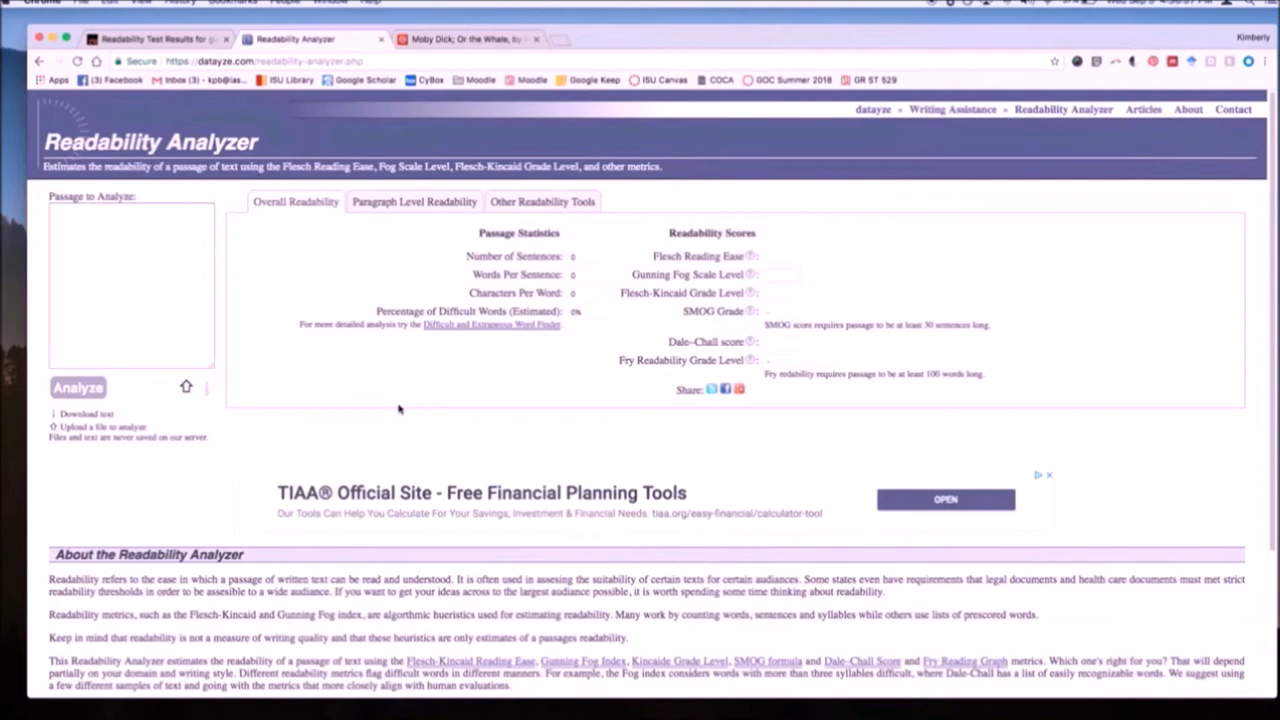 Readability Test Results for g
Readability Analyzer
Moby Dick; Or the Whale, by
Kimberly
Secure https://datayze.com/readability-analyzer.php
Apps (3) Facebook Inbox (3) - kpb@ias... ISU Library Google Scholar CyBox Moodle Moodle Google Keep ISU Canvas COCA GOC Summer 2018 GR ST 529
datayze » Writing Assistance » Readability Analyzer Articles About Contact
Readability Analyzer
Estimates the readability of a passage of text using the Flesch Reading Ease, Fog Scale Level, Flesch-Kincaid Grade Level, and other metrics.
Passage to Analyze:
Analyze
Download text
Upload a file to analyze
Files and text are never saved on our server.
Overall Readability Paragraph Level Readability Other Readability Tools
Passage Statistics
Number of Sentences: 0
Words Per Sentence: 0
Characters Per Word: 0
Percentage of Difficult Words (Estimated): 0%
For more detailed analysis try the Difficult and Extraneous Word Finder.
Readability Scores
Flesch Reading Ease ?:
Gunning Fog Scale Level ?:
Flesch-Kincaid Grade Level ?:
SMOG Grade ?: -
SMOG score requires passage to be at least 30 sentences long.
Dale–Chall score ?:
Fry Readability Grade Level ?: -
Fry redability requires passage to be at least 100 words long.
Share:
TIAA® Official Site - Free Financial Planning Tools
Our Tools Can Help You Calculate For Your Savings, Investment & Financial Needs. tiaa.org/easy-financial/calculator-tool
OPEN
About the Readability Analyzer
Readability refers to the ease in which a passage of written text can be read and understood. It is often used in assesing the suitability of certain texts for certain audiances. Some states even have requirements that legal documents and health care documents must met strict
readability thresholds in order to be assesible to a wide audiance. If you want to get your ideas across to the largest audiance possible, it is worth spending some time thinking about readability.
Readability metrics, such as the Flesch-Kincaid and Gunning Fog index, are algorthmic hueristics used for estimating readability. Many work by counting words, sentences and syllables while others use lists of prescored words.
Keep in mind that readability is not a measure of writing quality and that these heuristics are only estimates of a passages readability.
This Readability Analyzer estimates the readability of a passage of text using the Flesch-Kincaid Reading Ease, Gunning Fog Index, Kincaide Grade Level, SMOG formula and Dale–Chall Score and Fry Reading Graph metrics. Which one's right for you? That will depend
partially on your domain and writing style. Different readability metrics flag difficult words in different manners. For example, the Fog index considers words with more than three syllables difficult, where Dale-Chall has a list of easily recognizable words. We suggest using
a few different samples of text and going with the metrics that more closely align with human evaluations.